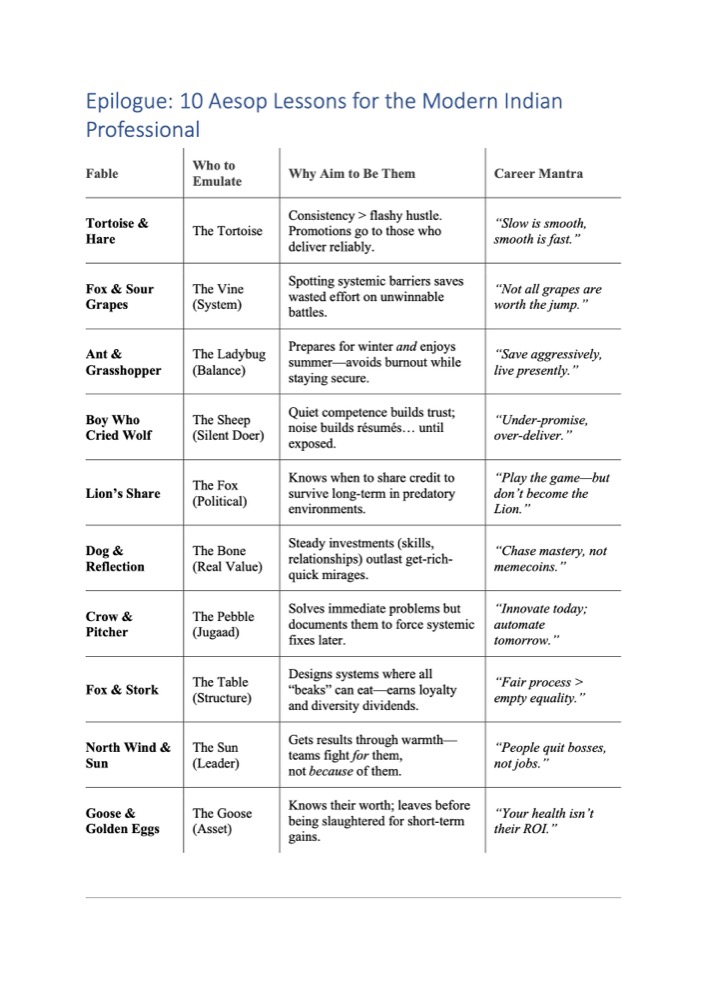 Epilogue: 10 Aesop Lessons for the Modern Indian
Professional
Fable
Who to
Emulate
Why Aim to Be Them
Career Mantra
Tortoise &
Hare
The Tortoise
Consistency > flashy hustle.
Promotions go to those who
deliver reliably.
“Slow is smooth,
smooth is fast.”
Fox & Sour
Grapes
The Vine
(System)
Spotting systemic barriers saves
wasted effort on unwinnable
battles.
“Not all grapes are
worth the jump.”
Ant &
Grasshopper
The Ladybug
(Balance)
Prepares for winter and enjoys
summer—avoids burnout while
staying secure.
“Save aggressively,
live presently.”
Boy Who
Cried Wolf
The Sheep
(Silent Doer)
Quiet competence builds trust;
noise builds résumés… until
exposed.
“Under-promise,
over-deliver.”
Lion’s Share
The Fox
(Political)
Knows when to share credit to
survive long-term in predatory
environments.
“Play the game—but
don’t become the
Lion.”
Dog &
Reflection
The Bone
(Real Value)
Steady investments (skills,
relationships) outlast get-rich-
quick mirages.
“Chase mastery, not
memecoins.”
Crow &
Pitcher
The Pebble
(Jugaad)
Solves immediate problems but
documents them to force systemic
fixes later.
“Innovate today;
automate
tomorrow.”
Fox & Stork
The Table
(Structure)
Designs systems where all
“beaks” can eat—earns loyalty
and diversity dividends.
“Fair process >
empty equality.”
North Wind &
Sun
The Sun
(Leader)
Gets results through warmth—
teams fight for them,
not because of them.
“People quit bosses,
not jobs.”
Goose &
Golden Eggs
The Goose
(Asset)
Knows their worth; leaves before
being slaughtered for short-term
gains.
“Your health isn’t
their ROI.”